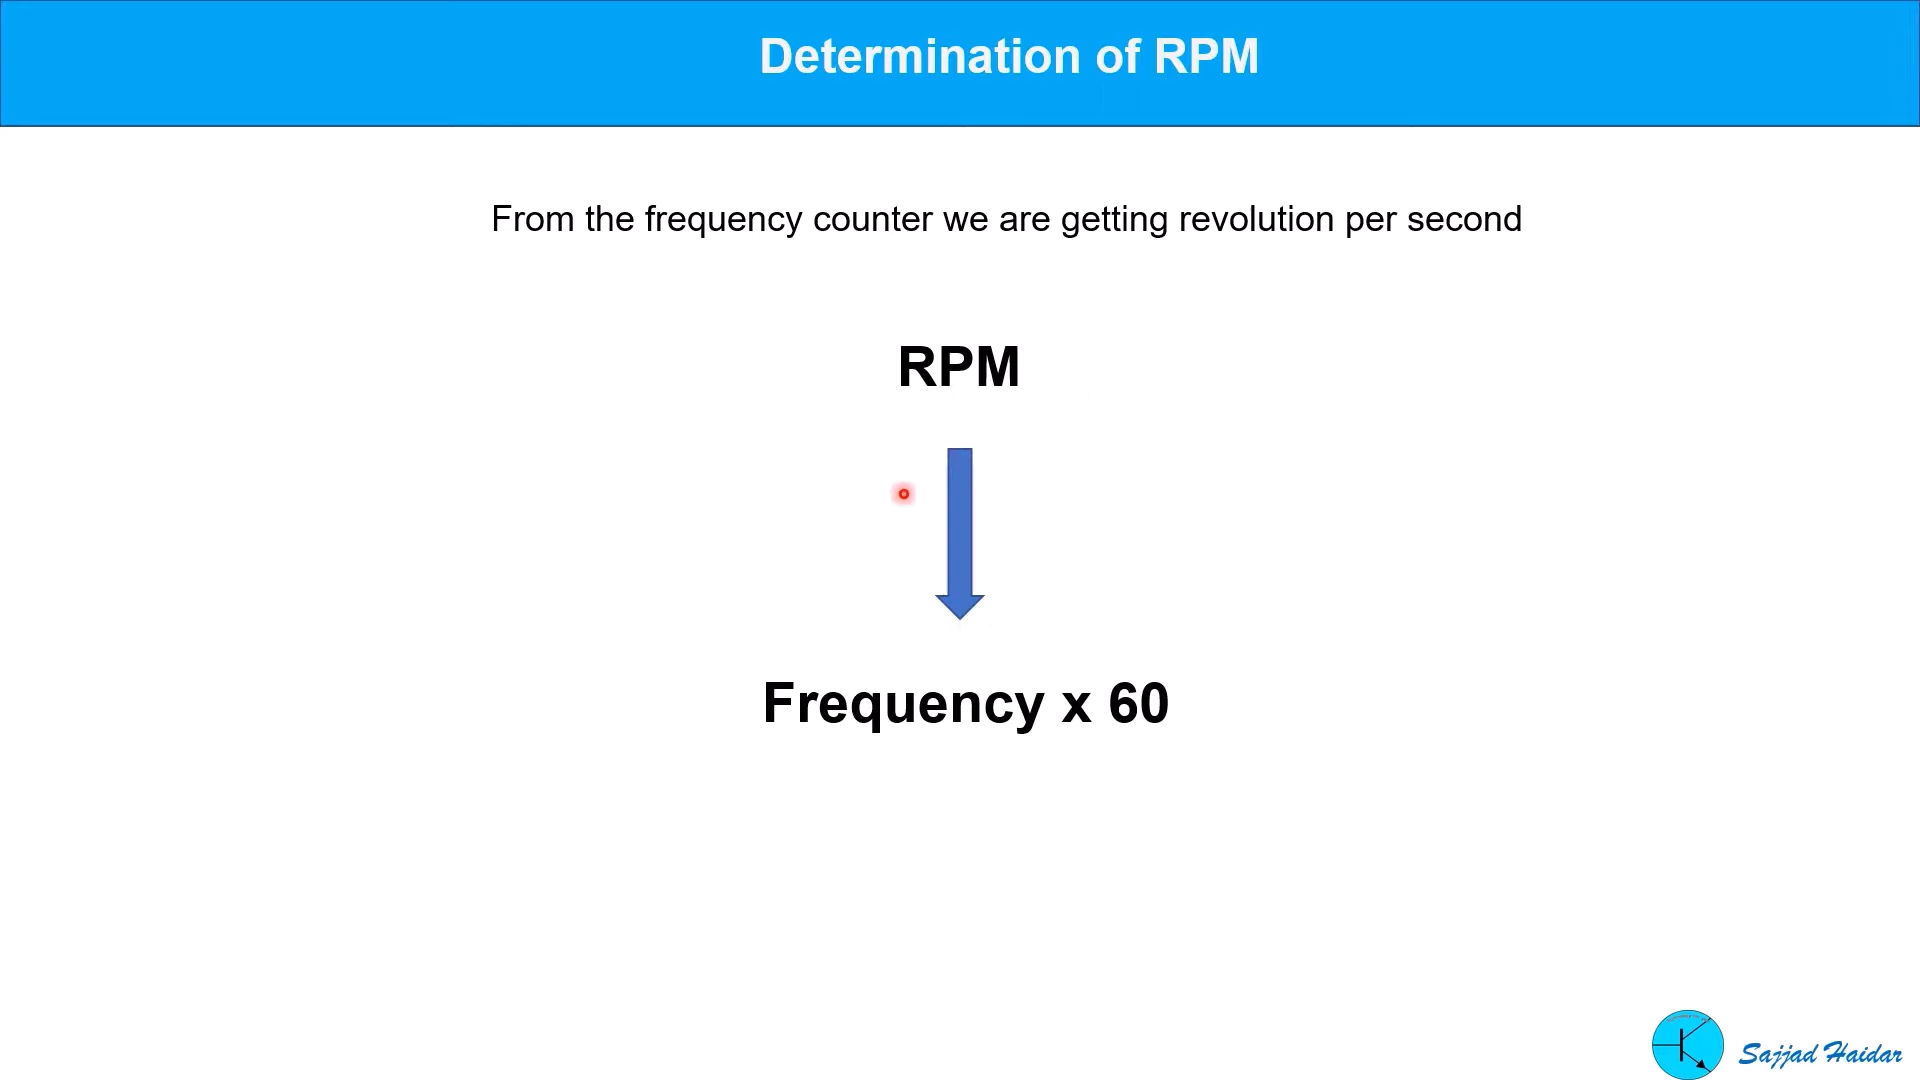 Determination of RPM
From the frequency counter we are getting revolution per second
RPM
Frequency x 60
Sajjad Haidar